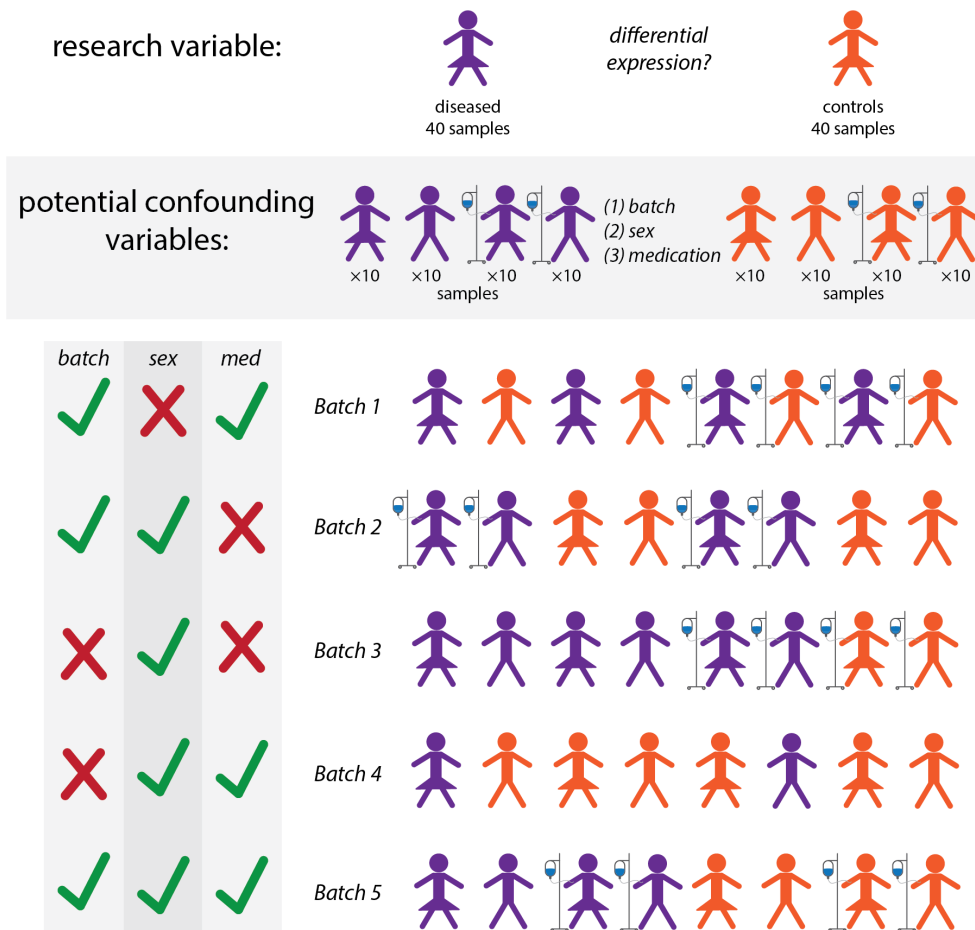 research variable:
differential
expression?
diseased
40 samples
controls
40 samples
potential confounding
variables:
(1) batch
(2) sex
(3) medication
×10 ×10 ×10 ×10
samples
×10 ×10 ×10 ×10
samples
batch sex med
Batch 1
Batch 2
Batch 3
Batch 4
Batch 5